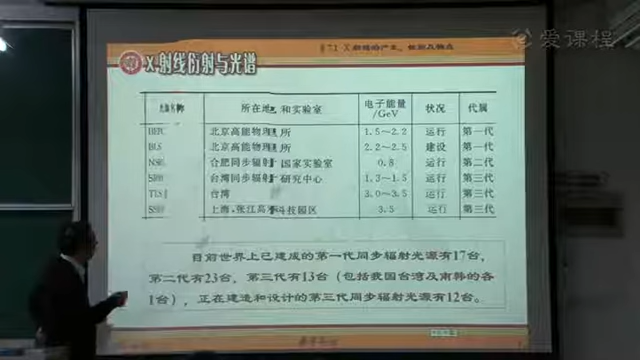 §7.1 X射线的产生、性质及特点
爱课程
X射线衍射与光谱
所在地 和实验室 电子能量/GeV 状况 代属
北京高能物理 所 1.5～2.2 运行 第一代
BLS 北京高能物理 所 2.2～2.5 建设 第一代
合肥同步辐射 国家实验室 0.8 运行 第二代
台湾同步辐射 研究中心 1.3～1.5 运行 第三代
台湾 3.0～3.5 运行 第三代
上海，张江高 科技园区 3.5 运行 第三代
目前世界上已建成的第一代同步辐射光源有17台，
第二代有23台，第三代有13台（包括我国台湾及南韩的各
1台），正在建造和设计的第三代同步辐射光源有12台。